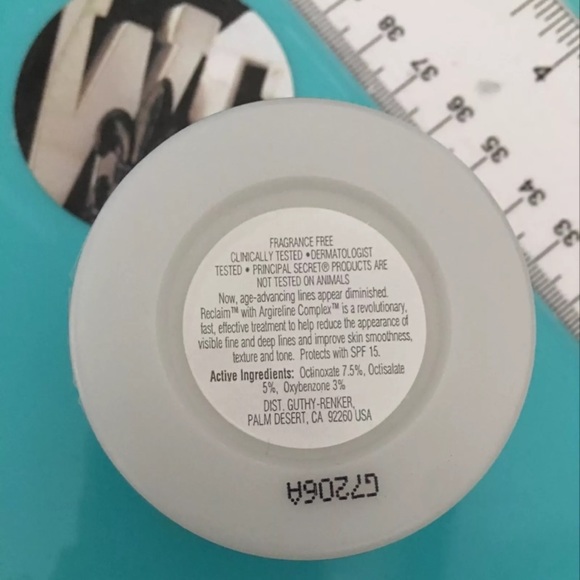 FRAGRANCE FREE
CLINICALLY TESTED • DERMATOLOGIST
TESTED • PRINCIPAL SECRET® PRODUCTS ARE
NOT TESTED ON ANIMALS
Now, age-advancing lines appear diminished.
Reclaim™ with Argireline Complex™ is a revolutionary,
fast, effective treatment to help reduce the appearance of
visible fine and deep lines and improve skin smoothness,
texture and tone. Protects with SPF 15.
Active Ingredients: Octinoxate 7.5%, Octisalate
5%, Oxybenzone 3%
DIST. GUTHY-RENKER,
PALM DESERT, CA 92260 USA
G7206A
38
37
36
35
34
33
4